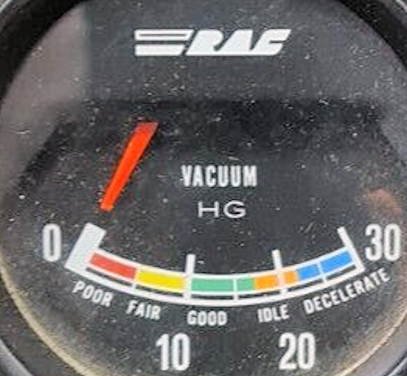 RAC
VACUUM
HG
0 30
POOR FAIR GOOD IDLE DECELERATE
10 20